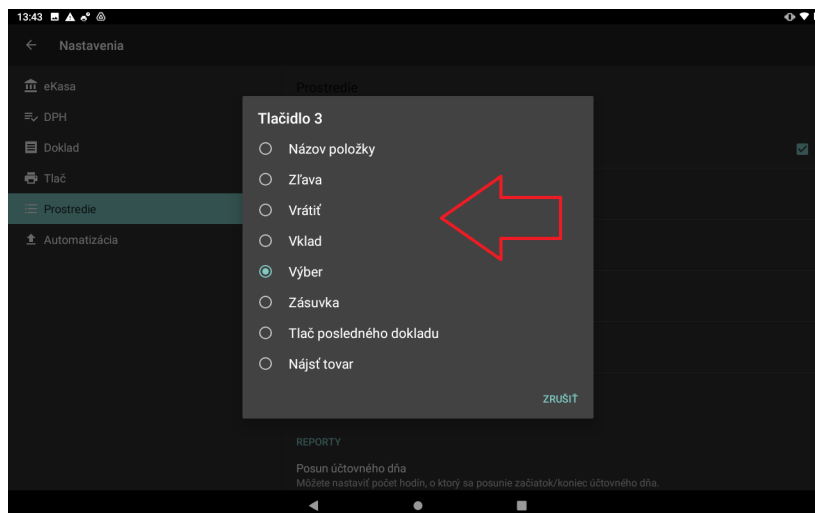 13:43
Nastavenia
eKasa
DPH
Doklad
Tlač
Prostredie
Automatizácia
Prostredie
Tlačidlo 3
Názov položky
Zľava
Vrátiť
Vklad
Výber
Zásuvka
Tlač posledného dokladu
Nájsť tovar
ZRUŠIŤ
REPORTY
Posun účtovného dňa
Môžete nastaviť počet hodín, o ktorý sa posunie začiatok/koniec účtovného dňa.